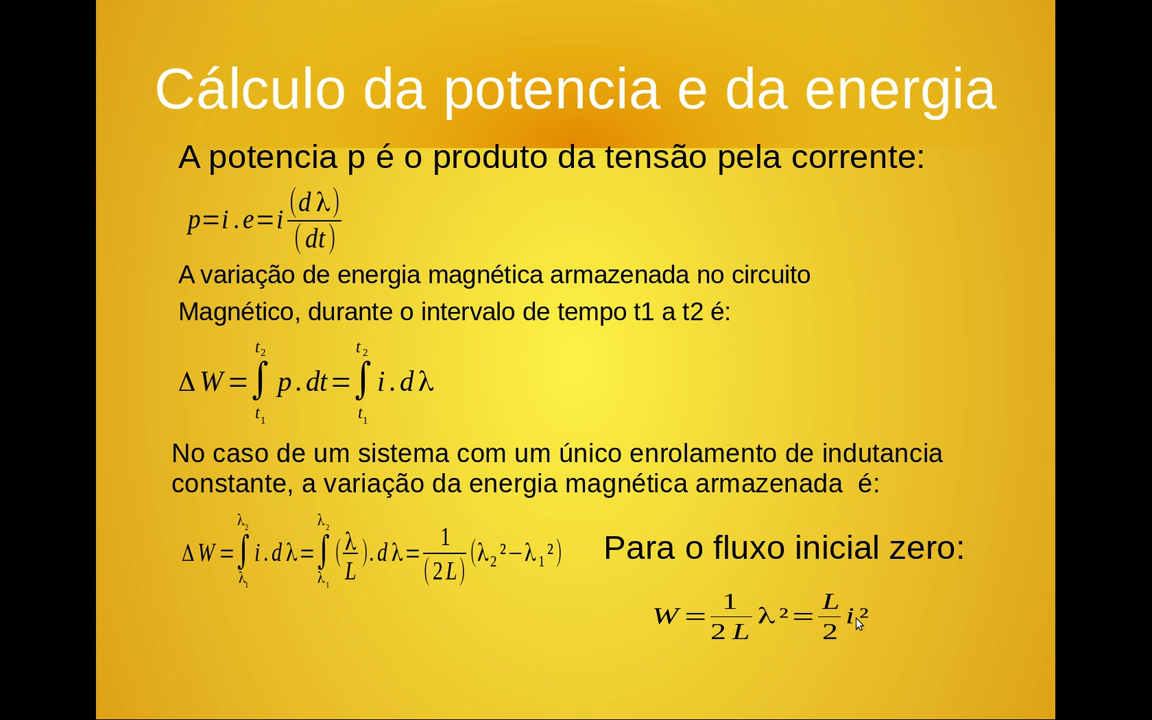 Cálculo da potencia e da energia
A potencia p é o produto da tensão pela corrente:
p=i.e=i (dλ)/(dt)
A variação de energia magnética armazenada no circuito
Magnético, durante o intervalo de tempo t1 a t2 é:
ΔW=∫_{t₁}^{t₂} p.dt=∫_{t₁}^{t₂} i.dλ
No caso de um sistema com um único enrolamento de indutancia
constante, a variação da energia magnética armazenada é:
ΔW=∫_{λ₁}^{λ₂} i.dλ=∫_{λ₁}^{λ₂} (λ/L).dλ=1/(2L) (λ₂²−λ₁²)
Para o fluxo inicial zero:
W=1/2L λ²=L/2 i²